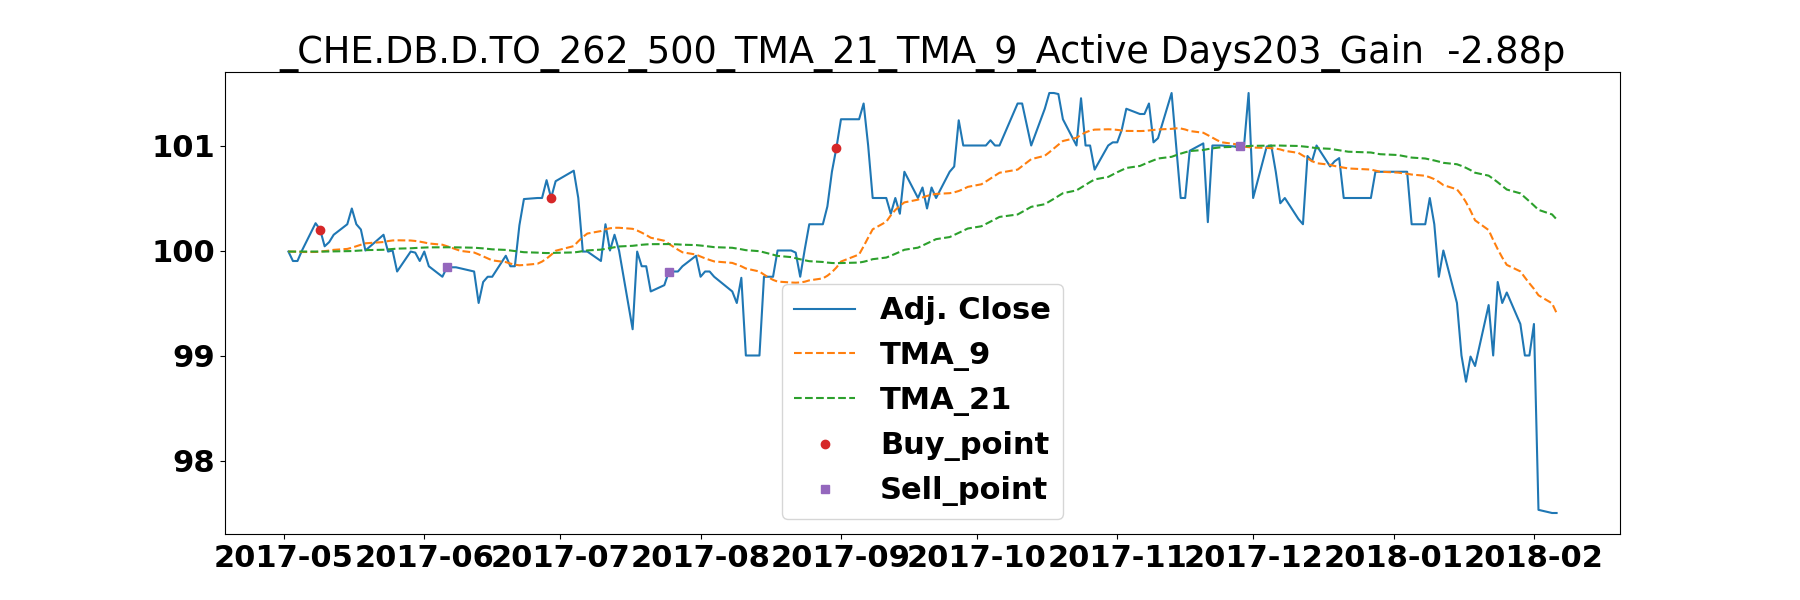 _CHE.DB.D.TO_262_500_TMA_21_TMA_9_Active Days203_Gain  -2.88p
101
100
99
98
Adj. Close
TMA_9
TMA_21
Buy_point
Sell_point
2017-05 2017-06 2017-07 2017-08 2017-09 2017-10 2017-11 2017-12 2018-01 2018-02